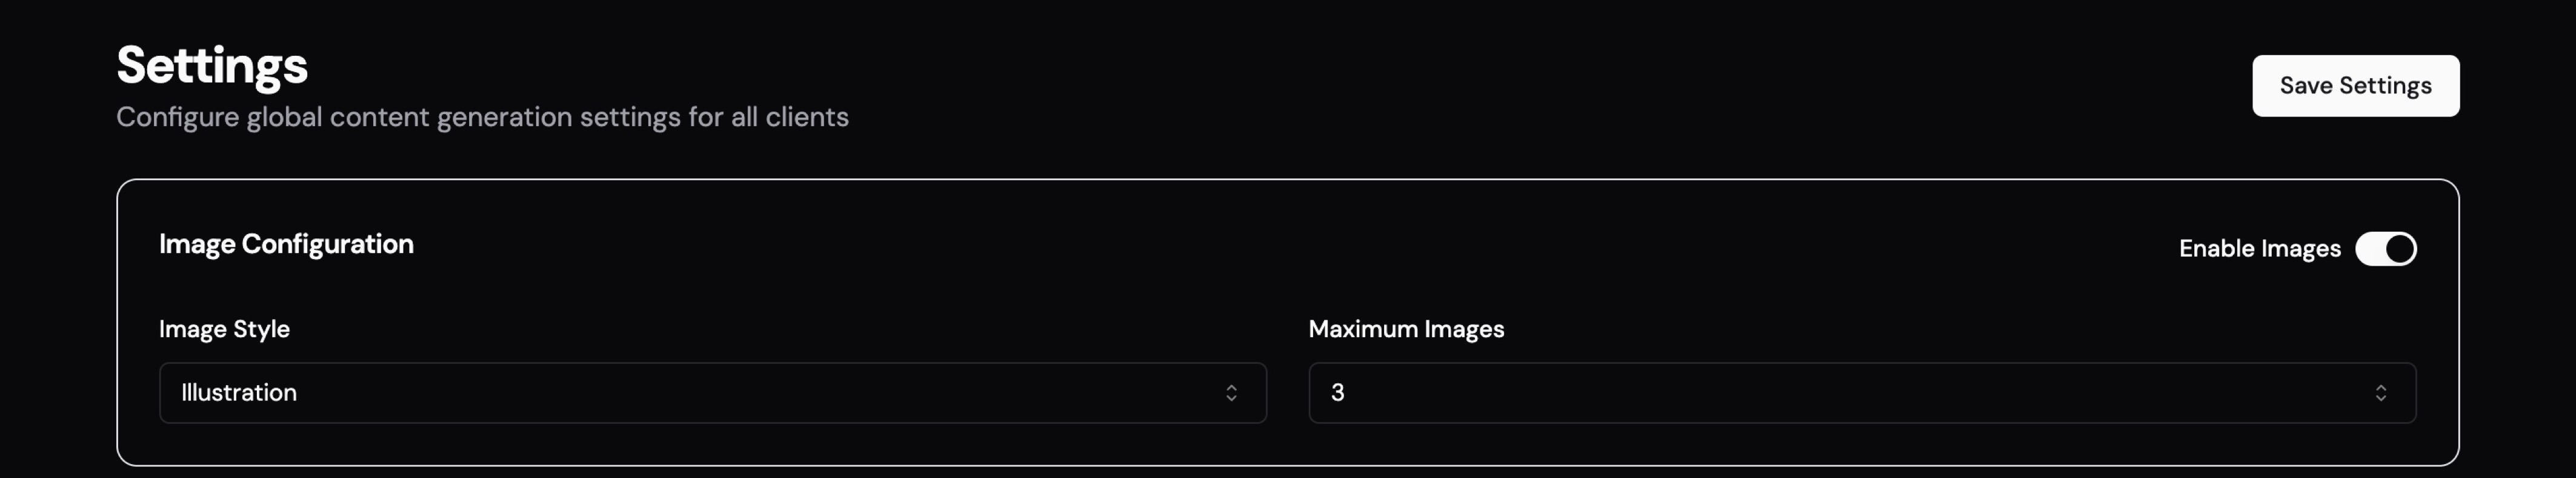 Settings
Configure global content generation settings for all clients
Save Settings
Image Configuration
Enable Images
Image Style
Maximum Images
Illustration
3